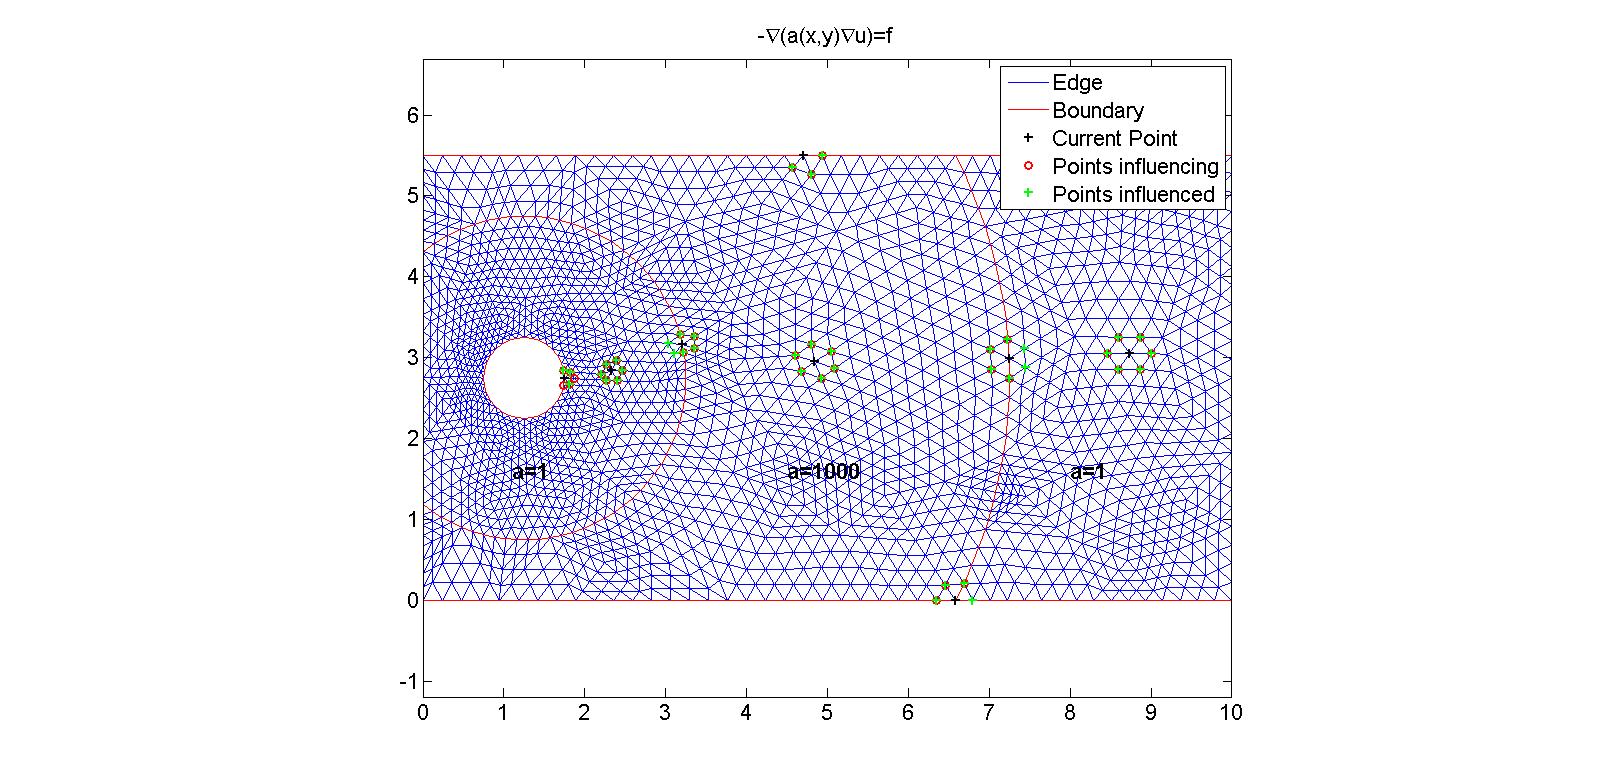 -∇(a(x,y)∇u)=f
Edge
Boundary
Current Point
Points influencing
Points influenced
6
5
4
3
2
1
0
-1
a=1
a=1000
a=1
0 1 2 3 4 5 6 7 8 9 10